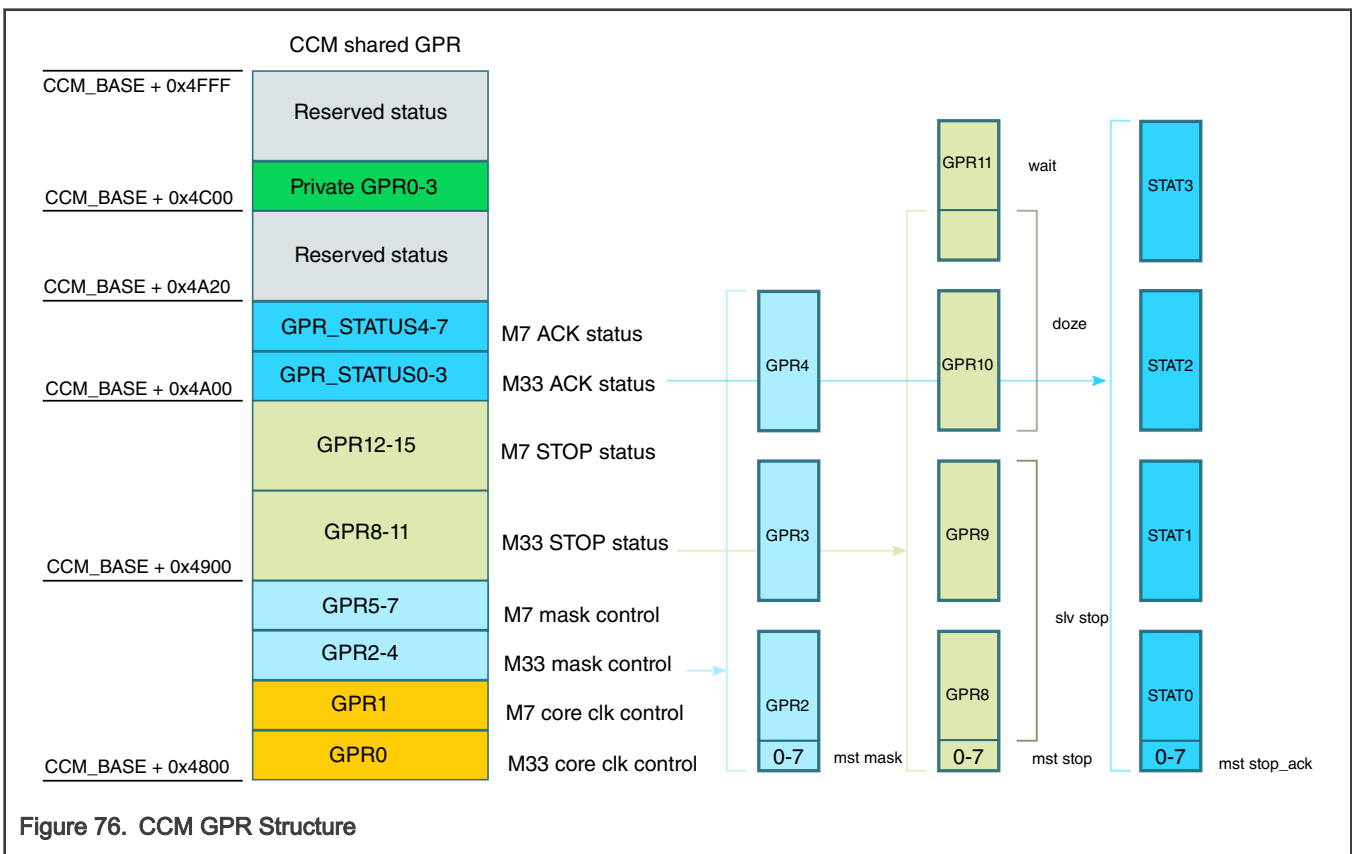 CCM shared GPR
CCM_BASE + 0x4FFF
Reserved status
Private GPR0-3
CCM_BASE + 0x4C00
Reserved status
CCM_BASE + 0x4A20
GPR_STATUS4-7
M7 ACK status
GPR_STATUS0-3
M33 ACK status
CCM_BASE + 0x4A00
GPR12-15
M7 STOP status
GPR8-11
M33 STOP status
CCM_BASE + 0x4900
GPR5-7
M7 mask control
GPR2-4
M33 mask control
GPR1
M7 core clk control
GPR0
M33 core clk control
CCM_BASE + 0x4800
GPR4
GPR3
GPR2
0-7
mst mask
GPR11
wait
GPR10
doze
GPR9
slv stop
GPR8
0-7
mst stop
STAT3
STAT2
STAT1
STAT0
0-7
mst stop_ack
Figure 76. CCM GPR Structure